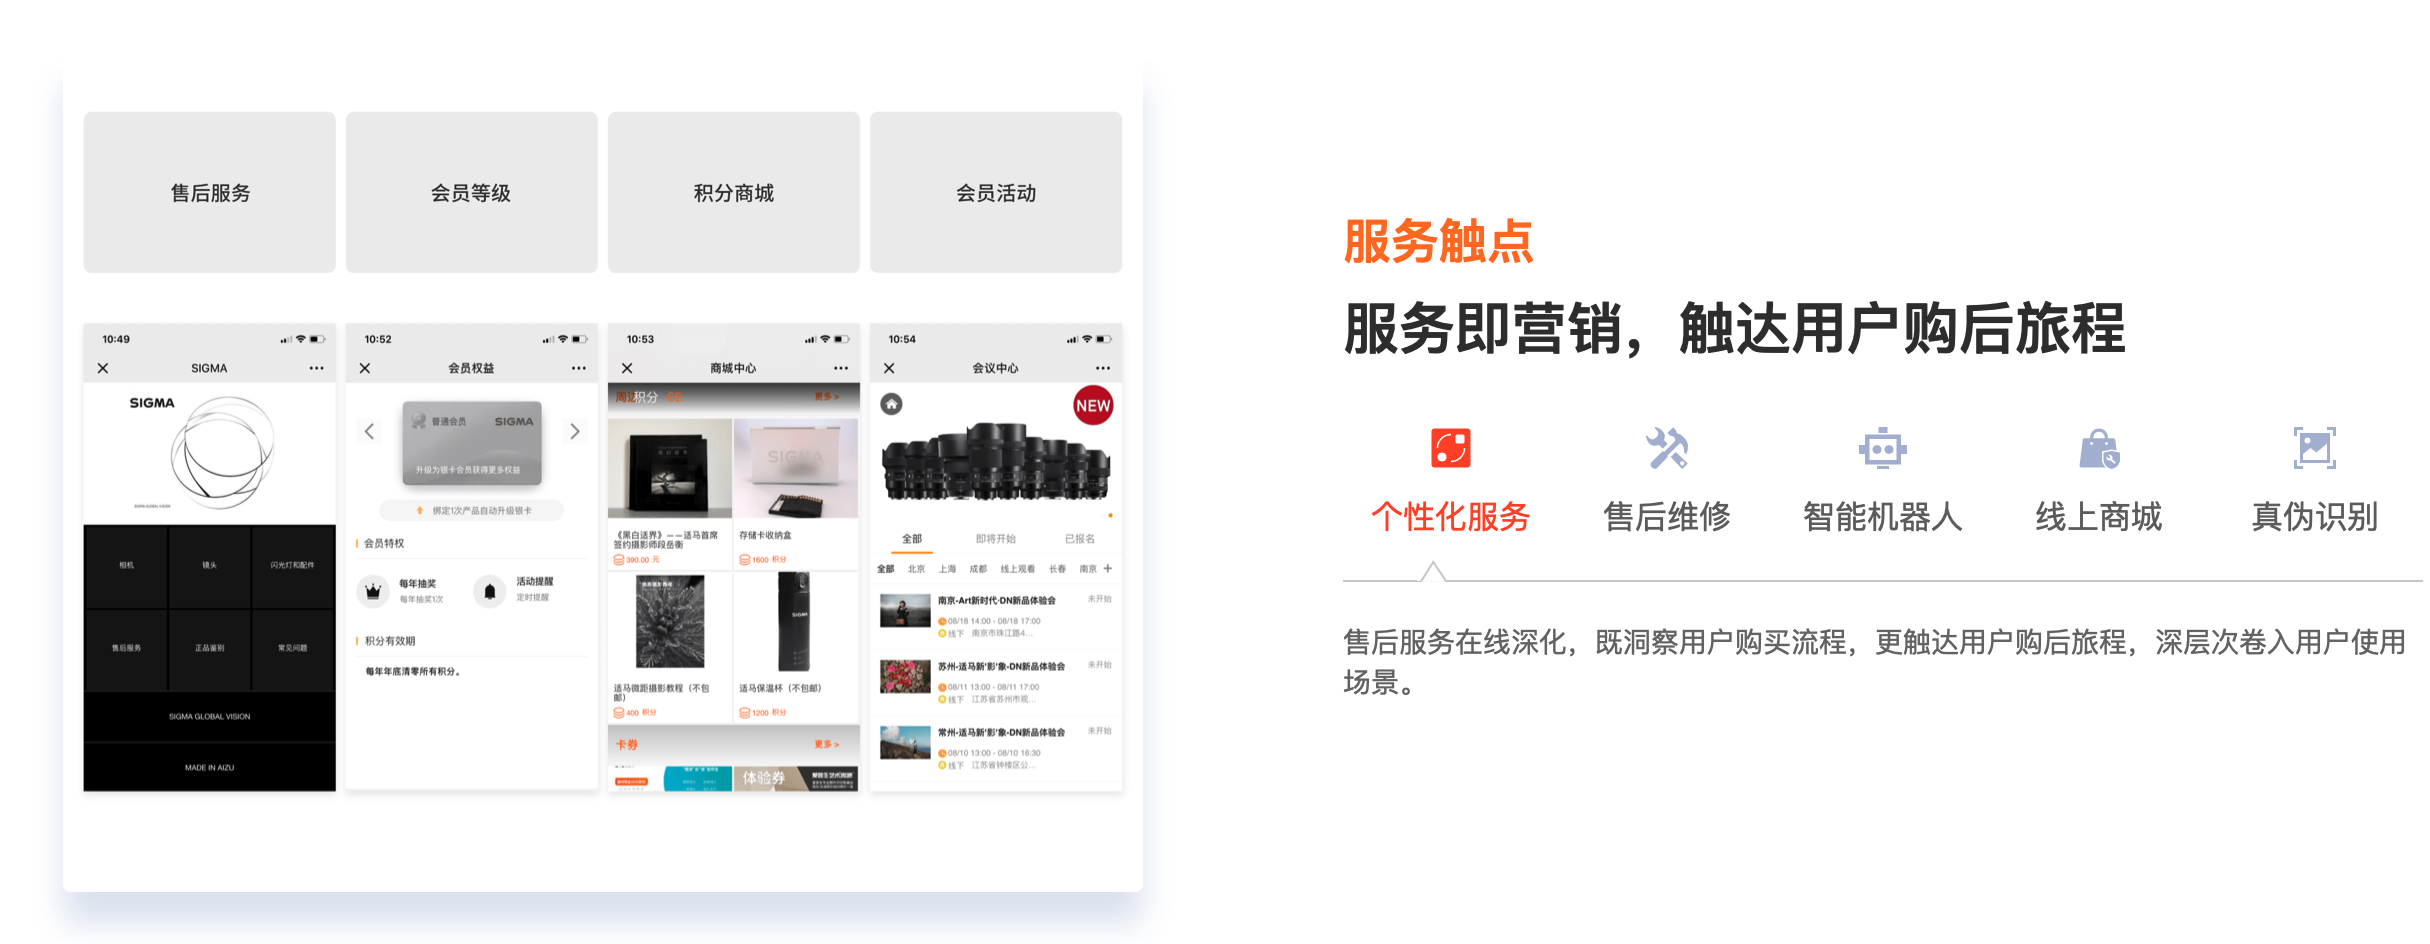 售后服务
会员等级
积分商城
会员活动
10:49
SIGMA
SIGMA
SIGMA GLOBAL VISION
相机
镜头
闪光灯和配件
售后服务
正品鉴别
常见问题
SIGMA GLOBAL VISION
MADE IN AIZU
10:52
会员权益
普通会员
SIGMA
升级为银卡会员获得更多权益
绑定1次产品自动升级银卡
会员特权
每年抽奖
每年抽奖1次
活动提醒
定时提醒
积分有效期
每年年底清零所有积分。
10:53
商城中心
积分
更多 >
SIGMA
《黑白适界》——适马首席
签约摄影师段岳衡
390.00 元
存储卡收纳盒
1600 积分
SIGMA
适马微距摄影教程（不包
邮）
400 积分
适马保温杯（不包邮）
1200 积分
卡券
更多 >
体验券
10:54
会议中心
NEW
全部
即将开始
已报名
全部 北京 上海 成都 线上观看 长春 南京 +
南京-Art新时代·DN新品体验会
未开始
08/18 14:00 - 08/18 17:00
线下 南京市珠江路4...
苏州-适马新'影'象-DN新品体验会
未开始
08/11 13:00 - 08/11 17:00
线下 江苏省苏州市观...
常州-适马新'影'象-DN新品体验会
未开始
08/10 13:00 - 08/10 16:30
线下 江苏省钟楼区公...
服务触点
服务即营销，触达用户购后旅程
个性化服务
售后维修
智能机器人
线上商城
真伪识别
售后服务在线深化，既洞察用户购买流程，更触达用户购后旅程，深层次卷入用户使用
场景。